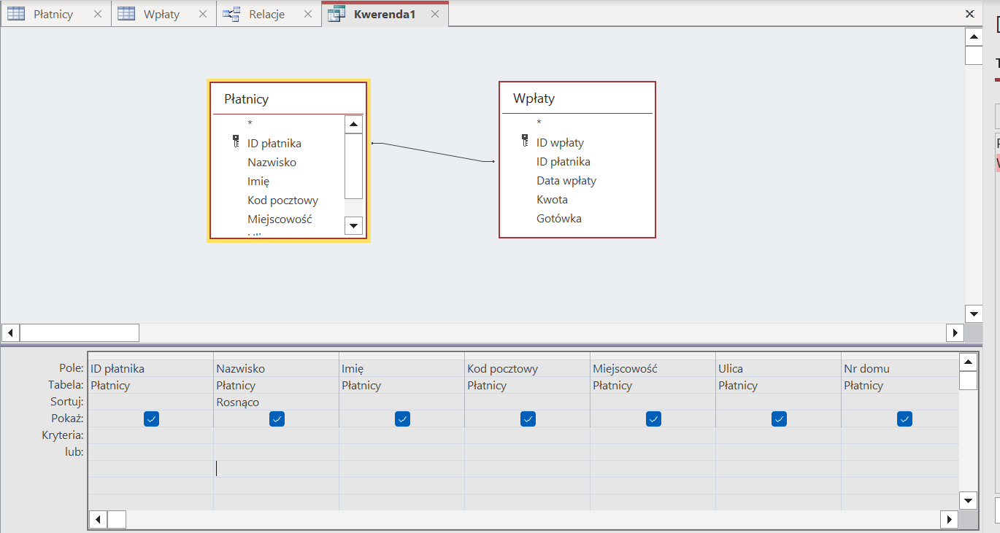 Płatnicy Wpłaty Relacje Kwerenda1
Płatnicy
*
ID płatnika
Nazwisko
Imię
Kod pocztowy
Miejscowość
Wpłaty
*
ID wpłaty
ID płatnika
Data wpłaty
Kwota
Gotówka
Pole: ID płatnika Nazwisko Imię Kod pocztowy Miejscowość Ulica Nr domu
Tabela: Płatnicy Płatnicy Płatnicy Płatnicy Płatnicy Płatnicy Płatnicy
Sortuj: Rosnąco
Pokaż:
Kryteria:
lub: